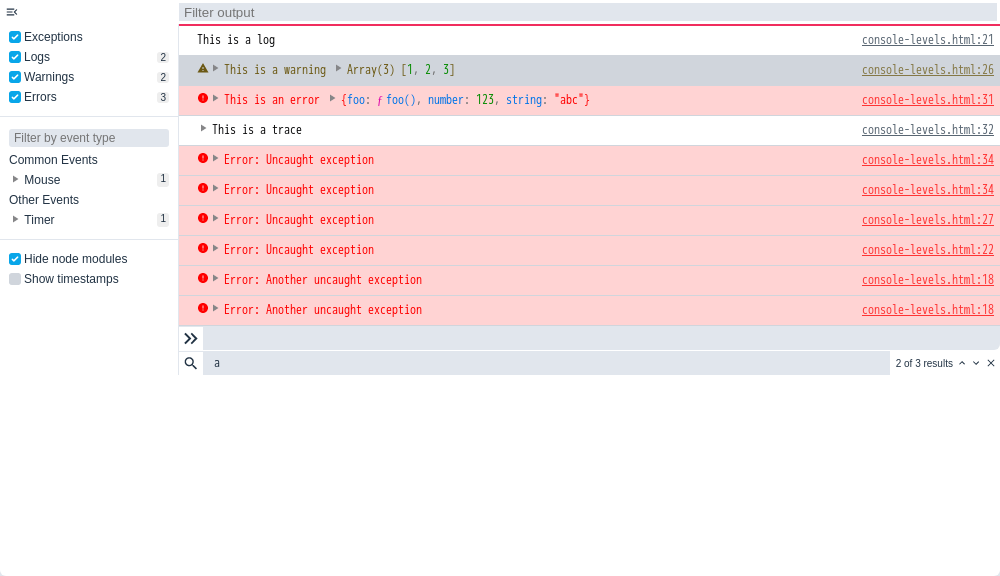 Filter output
Exceptions
Logs 2
Warnings 2
Errors 3
Filter by event type
Common Events
Mouse 1
Other Events
Timer 1
Hide node modules
Show timestamps
This is a log console-levels.html:21
This is a warning Array(3) [1, 2, 3] console-levels.html:26
This is an error {foo: ƒ foo(), number: 123, string: "abc"} console-levels.html:31
This is a trace console-levels.html:32
Error: Uncaught exception console-levels.html:34
Error: Uncaught exception console-levels.html:34
Error: Uncaught exception console-levels.html:27
Error: Uncaught exception console-levels.html:22
Error: Another uncaught exception console-levels.html:18
Error: Another uncaught exception console-levels.html:18
a 2 of 3 results